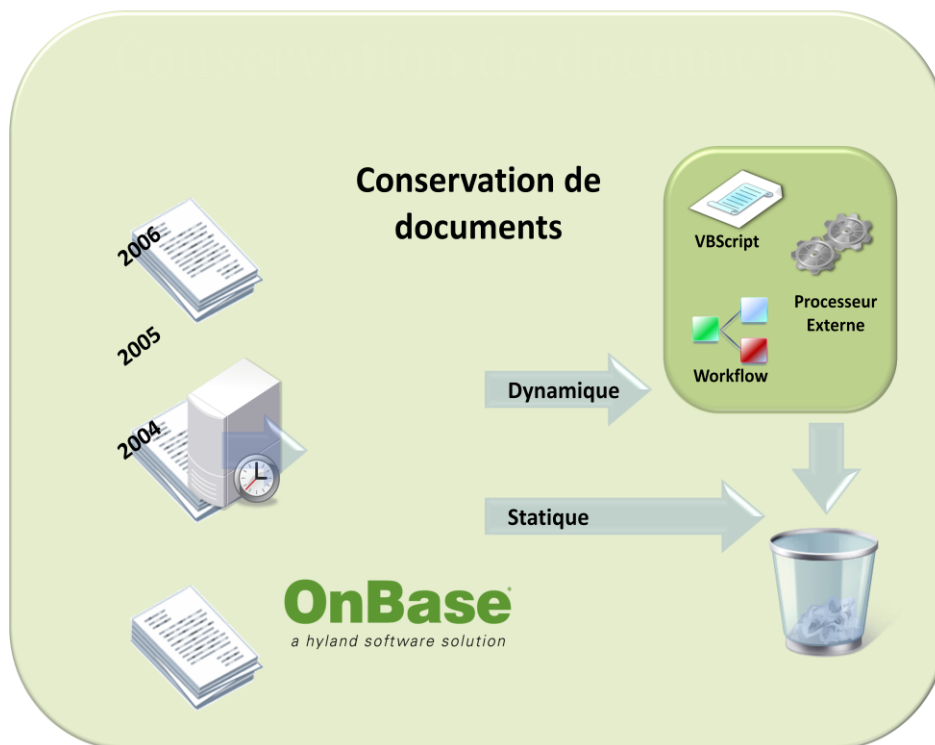 Conservation de
documents
2006
2005
2004
VBScript
Processeur
Externe
Workflow
Dynamique
Statique
OnBase
a hyland software solution